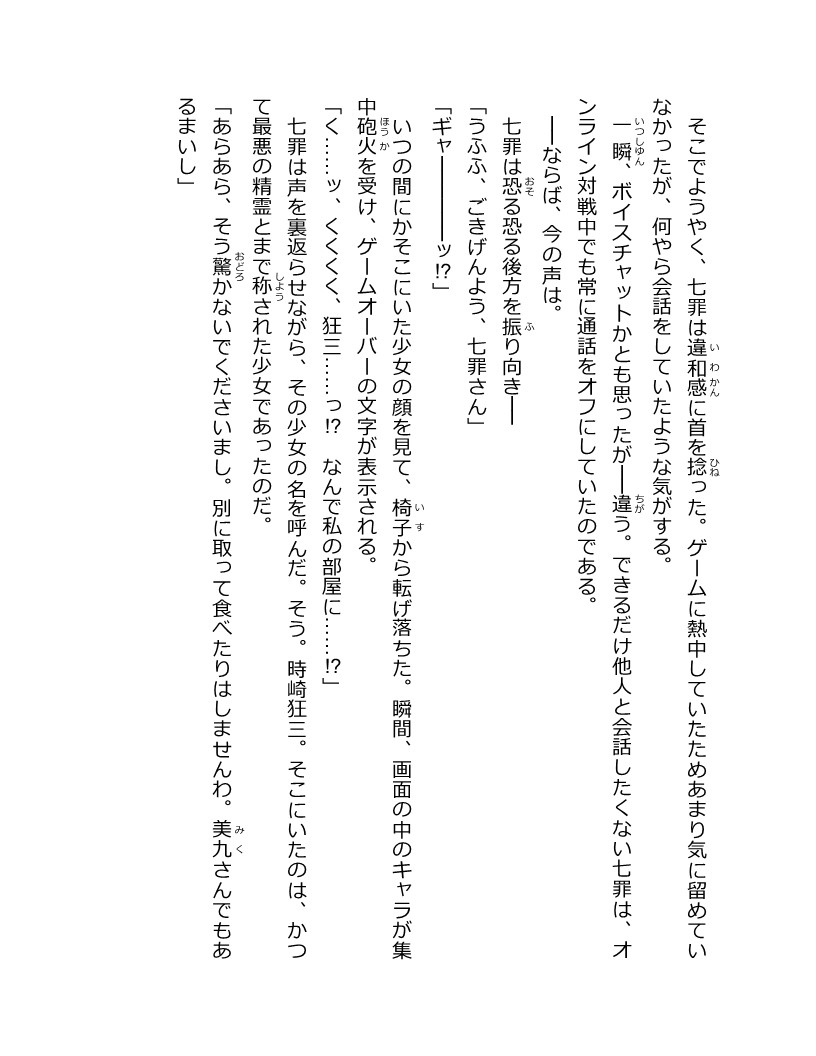 そこでようやく、七罪は違和感に首を捻った。ゲームに熱中していたためあまり気に留めてい
なかったが、何やら会話をしていたような気がする。
　一瞬、ボイスチャットかとも思ったが――違う。できるだけ他人と会話したくない七罪は、オ
ンライン対戦中でも常に通話をオフにしていたのである。
　――ならば、今の声は。
　七罪は恐る恐る後方を振り向き――
「うふふ、ごきげんよう、七罪さん」
「ギャ――――ッ!?」
　いつの間にかそこにいた少女の顔を見て、椅子から転げ落ちた。瞬間、画面の中のキャラが集
中砲火を受け、ゲームオーバーの文字が表示される。
「く……ッ、くくくく、狂三……っ!?　なんで私の部屋に……!?」
　七罪は声を裏返らせながら、その少女の名を呼んだ。そう。時崎狂三。そこにいたのは、かつ
て最悪の精霊とまで称された少女であったのだ。
「あらあら、そう驚かないでくださいまし。別に取って食べたりはしませんわ。美九さんでもあ
るまいし」